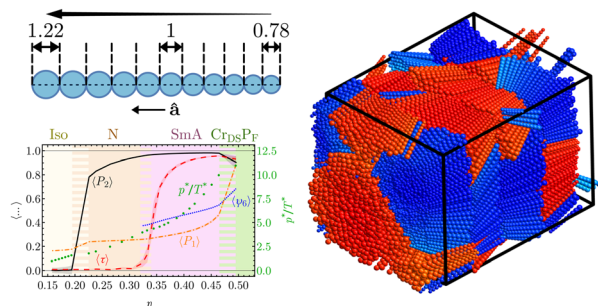 1.22 1 0.78
â
Iso N SmA Cr_DS P_F
1.0 12.5
0.8 10.0
0.6 7.5
0.4 5.0
0.2 2.5
0.0 0.0
⟨P₂⟩
p*/T*
⟨ψ₆⟩
⟨P₁⟩
⟨τ⟩
⟨...⟩
p*/T*
0.15 0.20 0.25 0.30 0.35 0.40 0.45 0.50
η